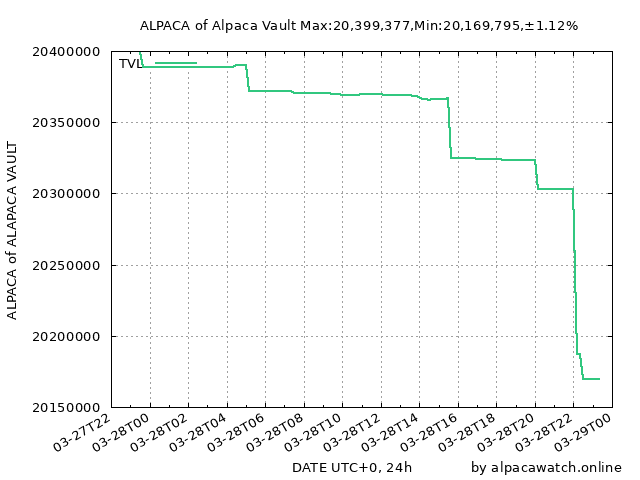 ALPACA of Alpaca Vault Max:20,399,377,Min:20,169,795,±1.12%
TVL
20400000
20350000
20300000
20250000
20200000
20150000
ALPACA of ALAPACA VAULT
03-27T22
03-28T00
03-28T02
03-28T04
03-28T06
03-28T08
03-28T10
03-28T12
03-28T14
03-28T16
03-28T18
03-28T20
03-28T22
03-29T00
DATE UTC+0, 24h
by alpacawatch.online